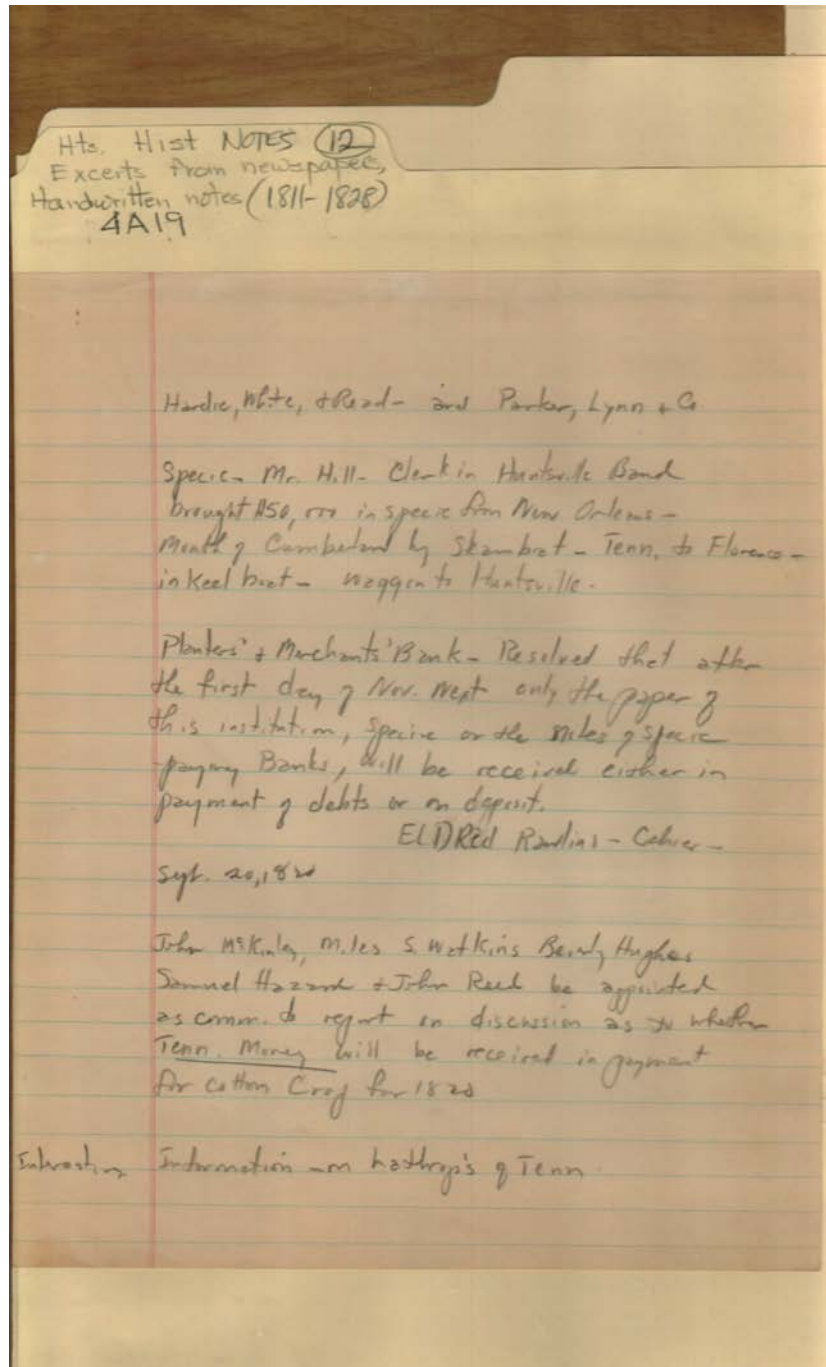 Hts. Hist NOTES (12)
Excerts from newspapers,
Handwritten notes (1811-1828)
4A19
Hardie, White, + Read - and Parker, Lynn + Co
Specie - Mr. Hill - Clerk in Huntsville Band
brought $50,000 in specie from New Orleans -
Mouth of Cumberland by Steamboat - Tenn. to Florence -
in Keel boat - waggon to Huntsville.
Planters' + Merchants' Bank - Resolved that after
the first day of Nov. next only the paper of
this institution, specie or the notes of specie
paying Banks, will be received either in
payment of debts or on deposit.
ELDRed Rawlins - Cashier -
Sept. 20, 1820
John McKinley, Miles S. Watkins Beverly Hughes
Samuel Hazard + John Reed be appointed
as comm. to report on discussion as to whether
Tenn. Money will be received in payment
for cotton Crop for 1820
Interesting Information - on Lathrop's of Tenn